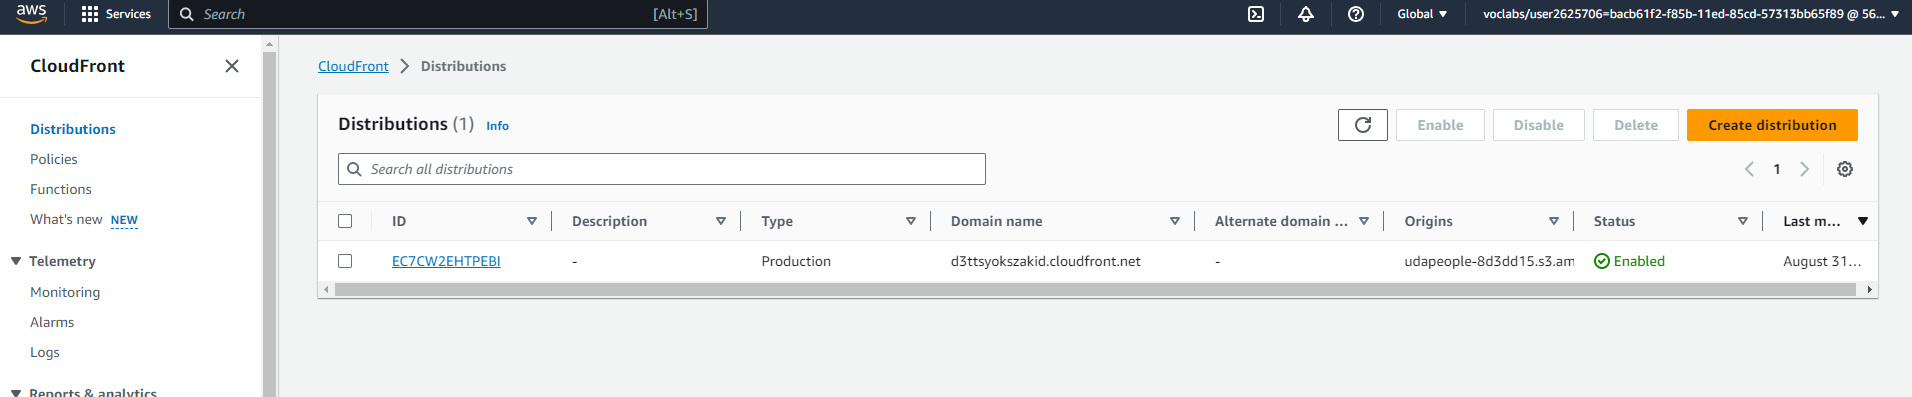 aws
Services
Search
[Alt+S]
Global
voclabs/user2625706=bacb61f2-f85b-11ed-85cd-57313bb65f89 @ 56...
CloudFront
Distributions
Policies
Functions
What's new NEW
Telemetry
Monitoring
Alarms
Logs
Reports & analytics
CloudFront
Distributions
Distributions (1) Info
Enable
Disable
Delete
Create distribution
Search all distributions
1
ID Description Type Domain name Alternate domain ... Origins Status Last m...
EC7CW2EHTPEBI - Production d3ttsyokszakid.cloudfront.net - udapeople-8d3dd15.s3.am Enabled August 31...